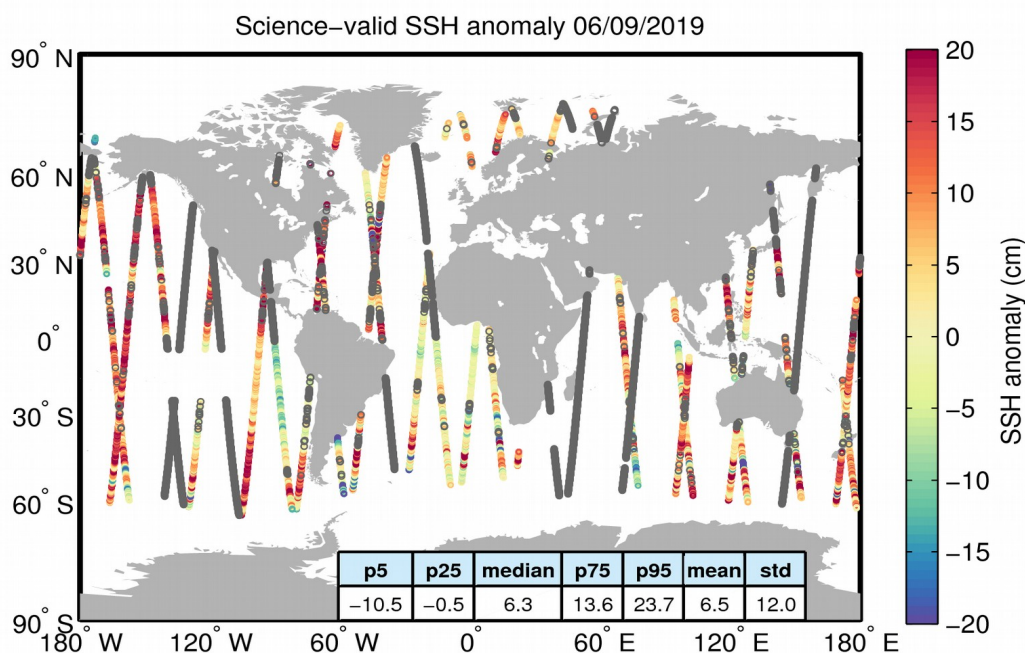 Science−valid SSH anomaly 06/09/2019
90° N
60° N
30° N
0°
30° S
60° S
90° S
180° W
120° W
60° W
0°
60° E
120° E
180° E
p5 p25 median p75 p95 mean std
−10.5 −0.5 6.3 13.6 23.7 6.5 12.0
20
15
10
5
0
−5
−10
−15
−20
SSH anomaly (cm)